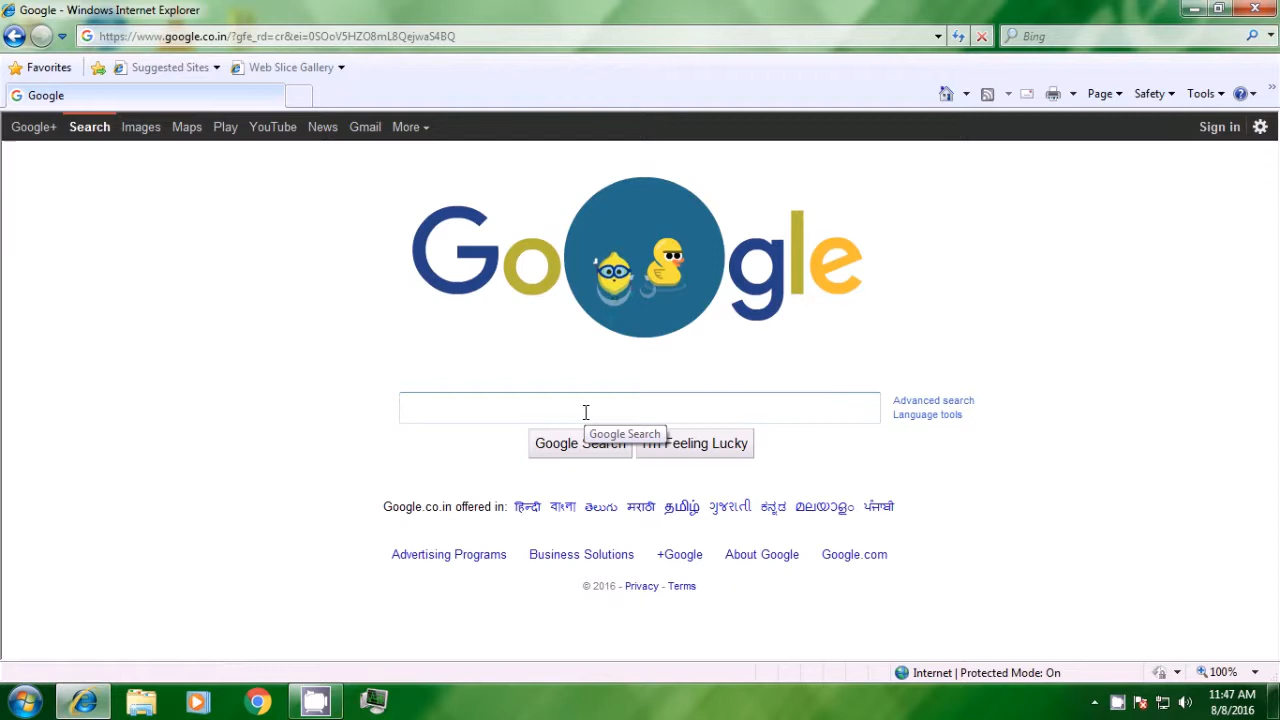 Google - Windows Internet Explorer
https://www.google.co.in/?gfe_rd=cr&ei=0SOoV5HZO8mL8QejwaS4BQ
Bing
Favorites Suggested Sites Web Slice Gallery
Google Page Safety Tools
Google+ Search Images Maps Play YouTube News Gmail More Sign in
Google
Advanced search
Language tools
Google Search
Google Search I'm Feeling Lucky
Google.co.in offered in: हिन्दी বাংলা తెలుగు मराठी தமிழ் ગુજરાતી ಕನ್ನಡ മലയാളം ਪੰਜਾਬੀ
Advertising Programs Business Solutions +Google About Google Google.com
© 2016 - Privacy - Terms
Internet | Protected Mode: On 100%
11:47 AM
8/8/2016